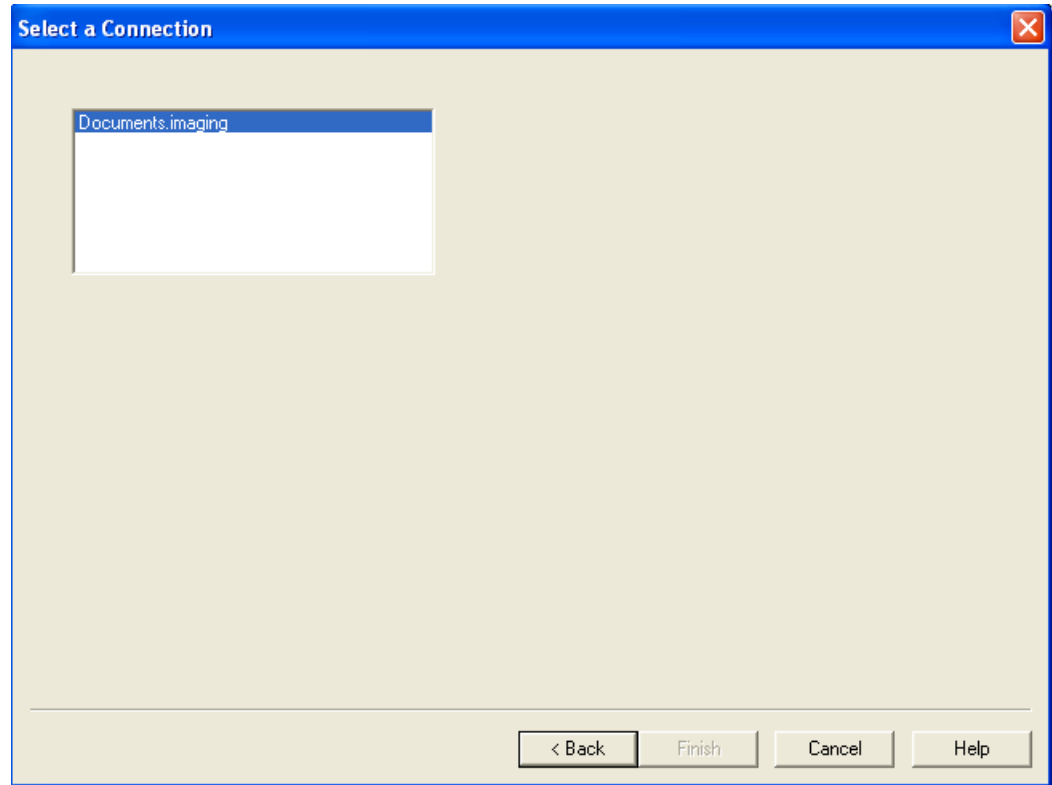 Select a Connection
Documents.imaging
< Back
Finish
Cancel
Help